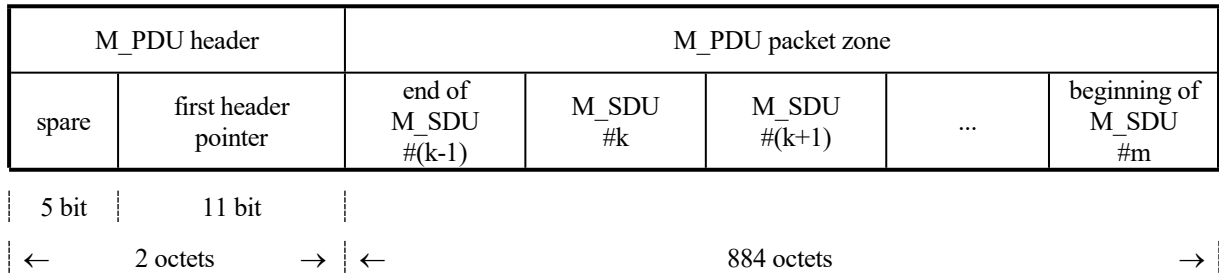 M_PDU header
M_PDU packet zone
spare
first header
pointer
end of
M_SDU
#(k-1)
M_SDU
#k
M_SDU
#(k+1)
...
beginning of
M_SDU
#m
5 bit
11 bit
← 2 octets →
← 884 octets →